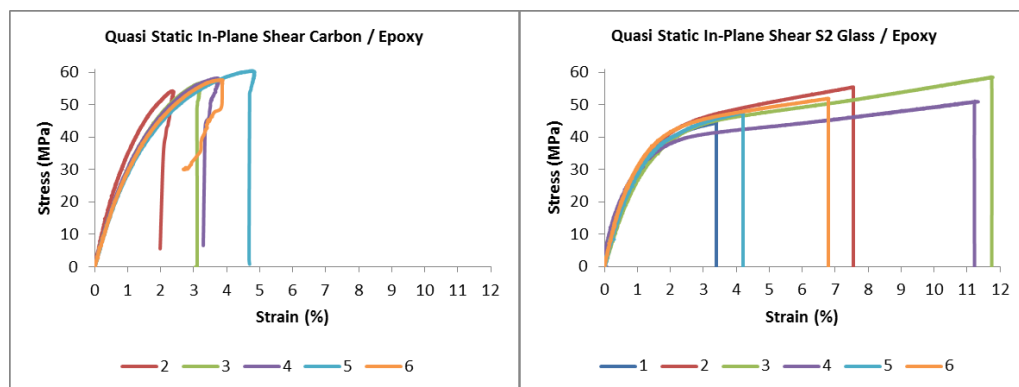 Quasi Static In-Plane Shear Carbon / Epoxy
60
50
40
30
20
10
0
Stress (MPa)
0 1 2 3 4 5 6 7 8 9 10 11 12
Strain (%)
2 3 4 5 6
Quasi Static In-Plane Shear S2 Glass / Epoxy
60
50
40
30
20
10
0
Stress (MPa)
0 1 2 3 4 5 6 7 8 9 10 11 12
Strain (%)
1 2 3 4 5 6